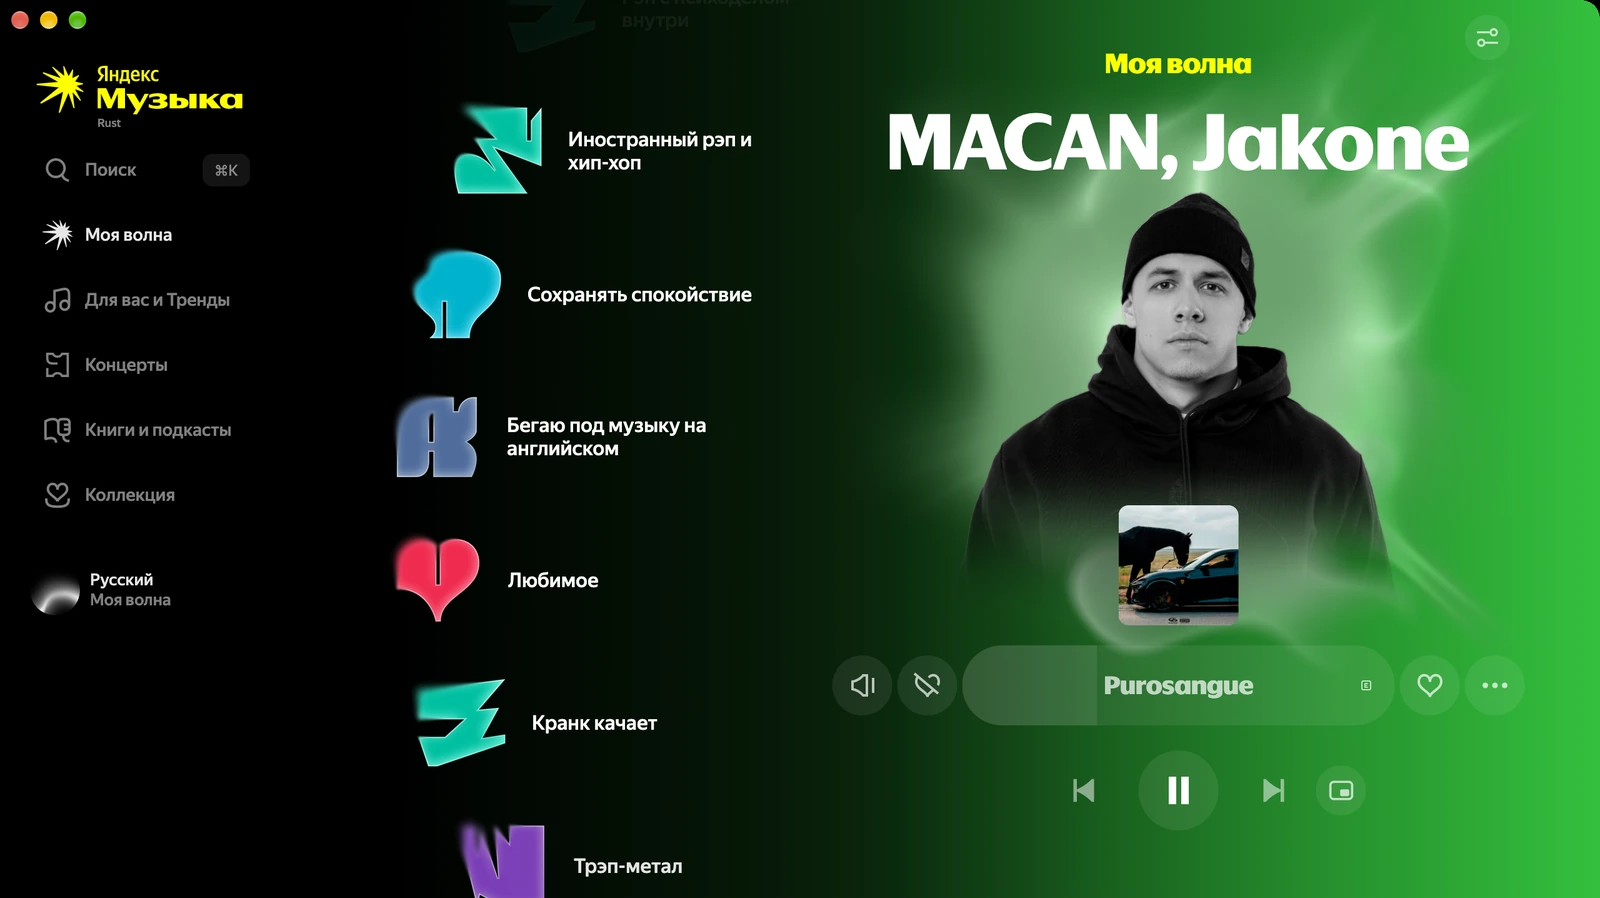 Яндекс
Музыка
Rust
Поиск
⌘K
Моя волна
Для вас и Тренды
Концерты
Книги и подкасты
Коллекция
Русский
Моя волна
внутри
Иностранный рэп и
хип-хоп
Сохранять спокойствие
Бегаю под музыку на
английском
Любимое
Кранк качает
Трэп-метал
Моя волна
MACAN, Jakone
Purosangue
E